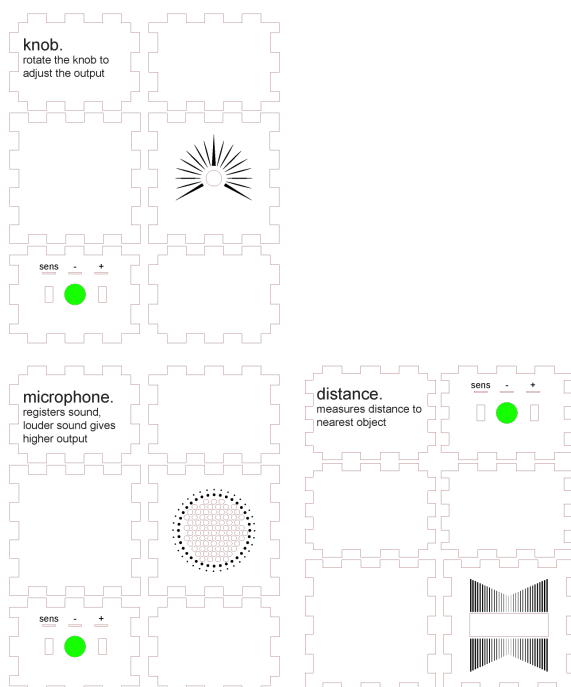 knob.
rotate the knob to
adjust the output
sens - +
microphone.
registers sound,
louder sound gives
higher output
sens - +
distance.
measures distance to
nearest object
sens - +